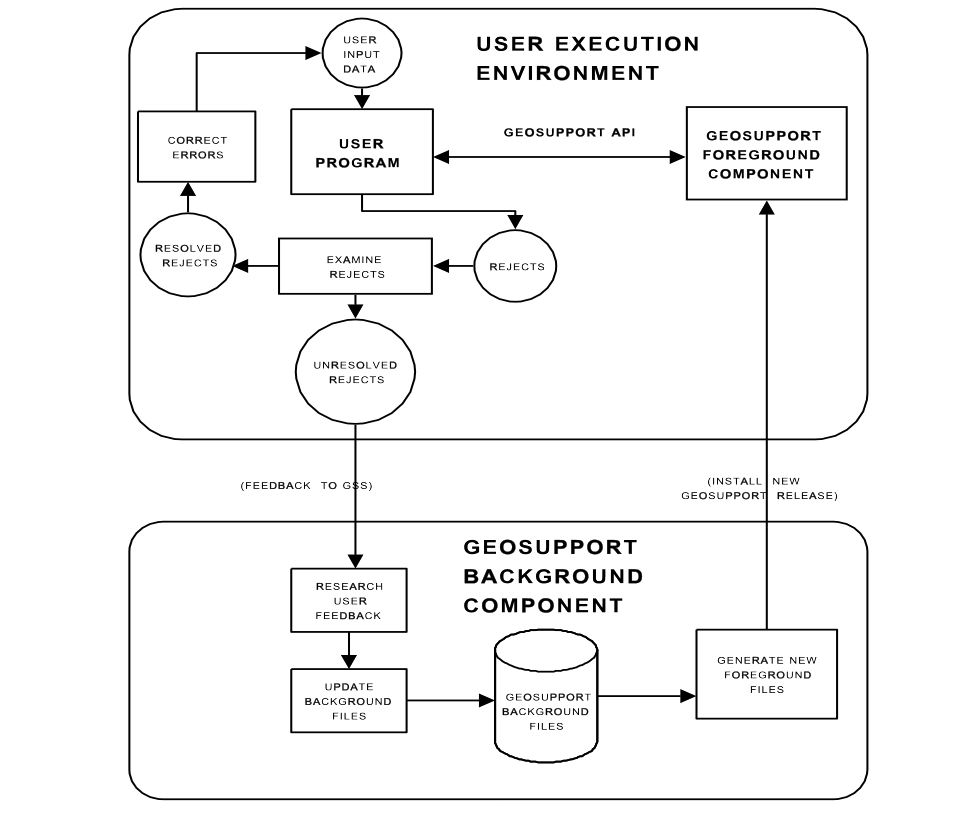 USER
INPUT
DATA
USER EXECUTION
ENVIRONMENT
CORRECT
ERRORS
USER
PROGRAM
GEOSUPPORT API
GEOSUPPORT
FOREGROUND
COMPONENT
RESOLVED
REJECTS
EXAMINE
REJECTS
REJECTS
UNRESOLVED
REJECTS
(FEEDBACK TO GSS)
(INSTALL NEW
GEOSUPPORT RELEASE)
GEOSUPPORT
BACKGROUND
COMPONENT
RESEARCH
USER
FEEDBACK
UPDATE
BACKGROUND
FILES
GEOSUPPORT
BACKGROUND
FILES
GENERATE NEW
FOREGROUND
FILES